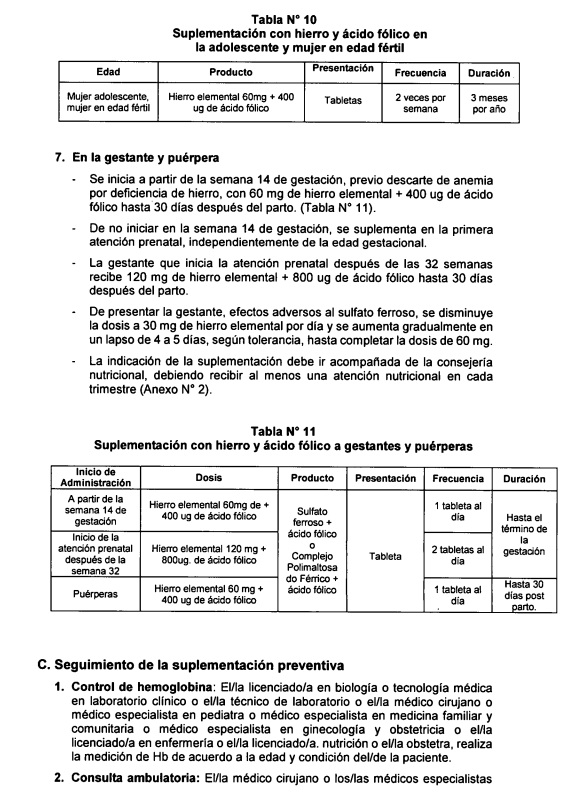 Tabla N° 10
Suplementación con hierro y ácido fólico en
la adolescente y mujer en edad fértil
Edad Producto Presentación Frecuencia Duración
Mujer adolescente, mujer en edad fértil Hierro elemental 60mg + 400 ug de ácido fólico Tabletas 2 veces por semana 3 meses por año
7. En la gestante y puérpera
- Se inicia a partir de la semana 14 de gestación, previo descarte de anemia
por deficiencia de hierro, con 60 mg de hierro elemental + 400 ug de ácido
fólico hasta 30 días después del parto. (Tabla N° 11).
- De no iniciar en la semana 14 de gestación, se suplementa en la primera
atención prenatal, independientemente de la edad gestacional.
- La gestante que inicia la atención prenatal después de las 32 semanas
recibe 120 mg de hierro elemental + 800 ug de ácido fólico hasta 30 días
después del parto.
- De presentar la gestante, efectos adversos al sulfato ferroso, se disminuye
la dosis a 30 mg de hierro elemental por día y se aumenta gradualmente en
un lapso de 4 a 5 días, según tolerancia, hasta completar la dosis de 60 mg.
- La indicación de la suplementación debe ir acompañada de la consejería
nutricional, debiendo recibir al menos una atención nutricional en cada
trimestre (Anexo N° 2).
Tabla N° 11
Suplementación con hierro y ácido fólico a gestantes y puérperas
Inicio de Administración Dosis Producto Presentación Frecuencia Duración
A partir de la semana 14 de gestación Hierro elemental 60mg de + 400 ug de ácido fólico Sulfato ferroso + ácido fólico o Complejo Polimaltosa do Férrico + ácido fólico Tableta 1 tableta al día Hasta el término de la gestación
Inicio de la atención prenatal después de la semana 32 Hierro elemental 120 mg + 800ug. de ácido fólico 2 tabletas al día
Puérperas Hierro elemental 60 mg + 400 ug de ácido fólico 1 tableta al día Hasta 30 días post parto.
C. Seguimiento de la suplementación preventiva
1. Control de hemoglobina: El/la licenciado/a en biología o tecnología médica
en laboratorio clínico o el/la técnico de laboratorio o el/la médico cirujano o
médico especialista en pediatra o médico especialista en medicina familiar y
comunitaria o médico especialista en ginecología y obstetricia o el/la
licenciado/a en enfermería o el/la licenciado/a. nutrición o el/la obstetra, realiza
la medición de Hb de acuerdo a la edad y condición del/de la paciente.
2. Consulta ambulatoria: El/la médico cirujano o los/las médicos especialistas